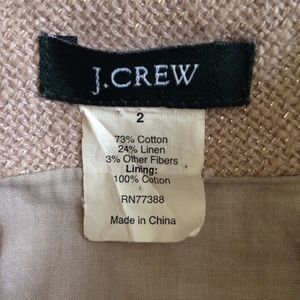 J.CREW
2
73% Cotton
24% Linen
3% Other Fibers
Lining:
100% Cotton
RN77388
Made in China